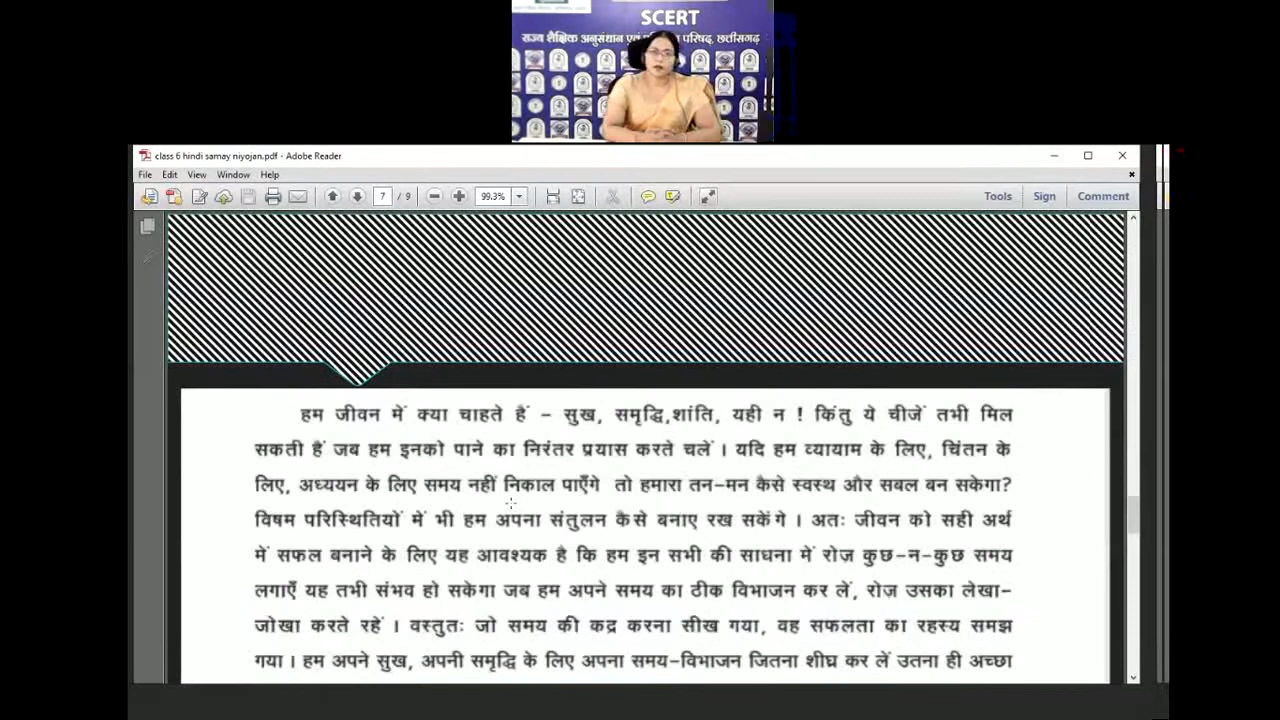 SCERT
राज्य शैक्षिक अनुसंधान एवं परिषद्, छत्तीसगढ़
class 6 hindi samay niyojan.pdf - Adobe Reader
File Edit View Window Help
7 / 9 99.3% Tools Sign Comment
हम जीवन में क्या चाहते हैं - सुख, समृद्धि,शांति, यही न ! किंतु ये चीजें तभी मिल
सकती हैं जब हम इनको पाने का निरंतर प्रयास करते चलें । यदि हम व्यायाम के लिए, चिंतन के
लिए, अध्ययन के लिए समय नहीं निकाल पाएँगे तो हमारा तन-मन कैसे स्वस्थ और सबल बन सकेगा?
विषम परिस्थितियों में भी हम अपना संतुलन कैसे बनाए रख सकेंगे । अतः जीवन को सही अर्थ
में सफल बनाने के लिए यह आवश्यक है कि हम इन सभी की साधना में रोज़ कुछ-न-कुछ समय
लगाएँ यह तभी संभव हो सकेगा जब हम अपने समय का ठीक विभाजन कर लें, रोज़ उसका लेखा-
जोखा करते रहें । वस्तुतः जो समय की कद्र करना सीख गया, वह सफलता का रहस्य समझ
गया । हम अपने सुख, अपनी समृद्धि के लिए अपना समय-विभाजन जितना शीघ्र कर लें उतना ही अच्छा